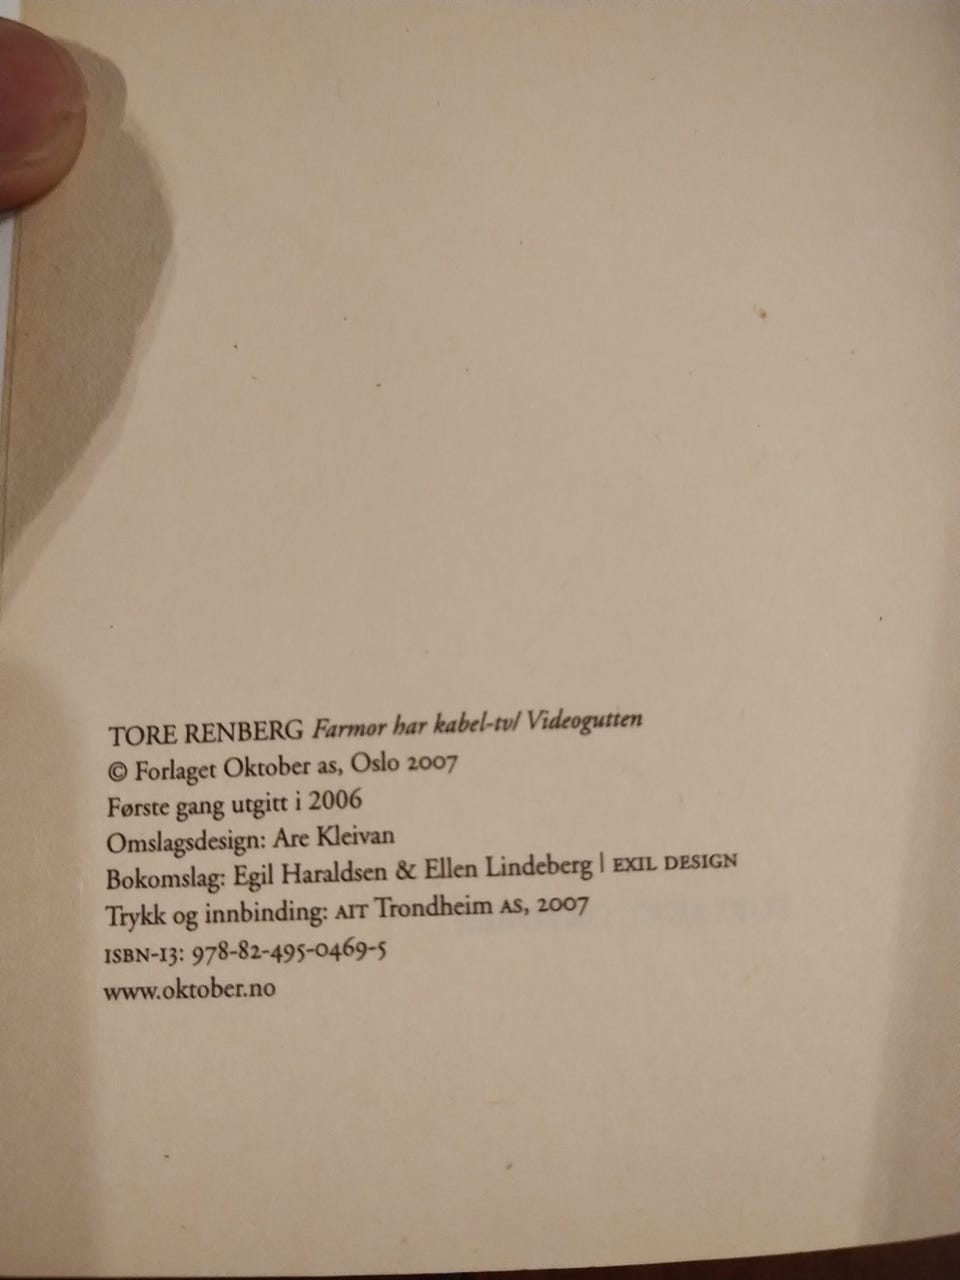 TORE RENBERG Farmor har kabel-tv/ Videogutten
© Forlaget Oktober as, Oslo 2007
Første gang utgitt i 2006
Omslagsdesign: Are Kleivan
Bokomslag: Egil Haraldsen & Ellen Lindeberg | EXIL DESIGN
Trykk og innbinding: AIT Trondheim AS, 2007
ISBN-13: 978-82-495-0469-5
www.oktober.no